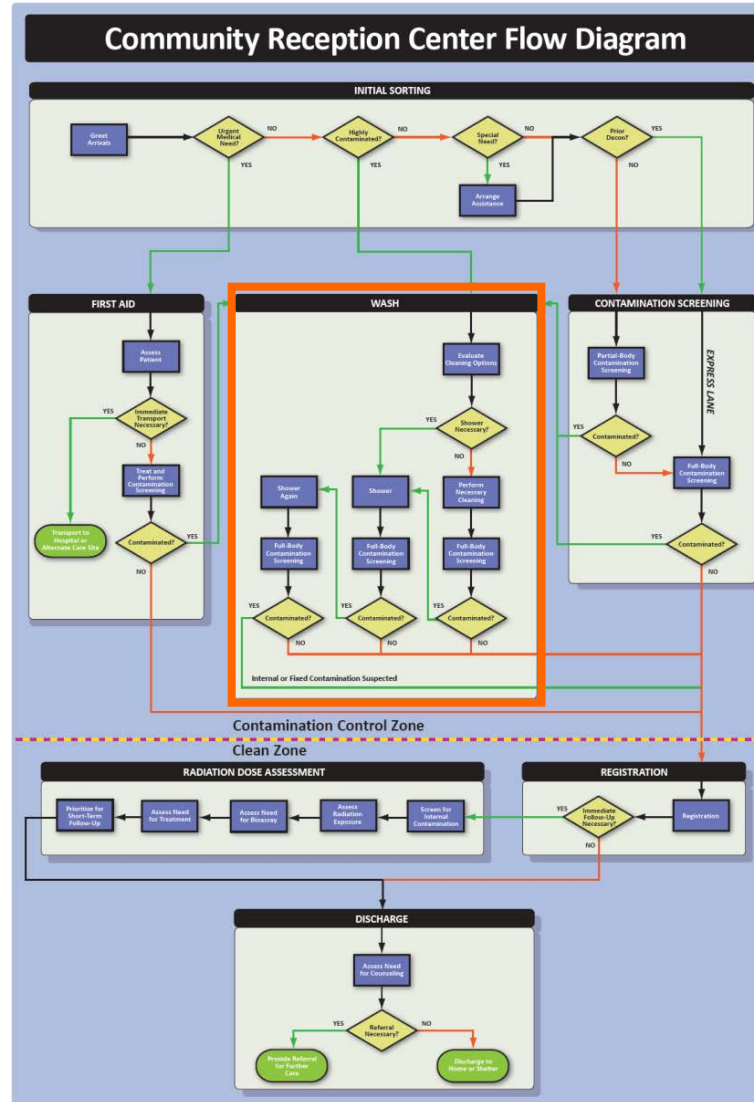 Community Reception Center Flow Diagram
INITIAL SORTING
Greet
Arrivals
Urgent
Medical
Need?
NO
YES
Highly
Contaminated?
NO
YES
Special
Need?
NO
YES
Arrange
Assistance
Prior
Decon?
YES
NO
FIRST AID
Assess
Patient
Immediate
Transport
Necessary?
YES
NO
Treat and
Perform
Contamination
Screening
Transport to
Hospital or
Alternate Care Site
Contaminated?
YES
NO
WASH
Evaluate
Cleaning Options
Shower
Necessary?
YES
NO
Shower
Again
Shower
Perform
Necessary
Cleaning
Full-Body
Contamination
Screening
Full-Body
Contamination
Screening
Full-Body
Contamination
Screening
YES
Contaminated?
NO
YES
Contaminated?
NO
YES
Contaminated?
NO
Internal or Fixed Contamination Suspected
CONTAMINATION SCREENING
Partial-Body
Contamination
Screening
EXPRESS LANE
YES
Contaminated?
NO
Full-Body
Contamination
Screening
YES
Contaminated?
NO
Contamination Control Zone
Clean Zone
RADIATION DOSE ASSESSMENT
Prioritize for
Short-Term
Follow-Up
Assess Need
for Treatment
Assess Need
for Bioassay
Assess
Radiation
Exposure
Screen for
Internal
Contamination
REGISTRATION
YES
Immediate
Follow-Up
Necessary?
NO
Registration
DISCHARGE
Assess Need
for Counseling
YES
Referral
Necessary?
NO
Provide Referral
for Further
Care
Discharge to
Home or Shelter